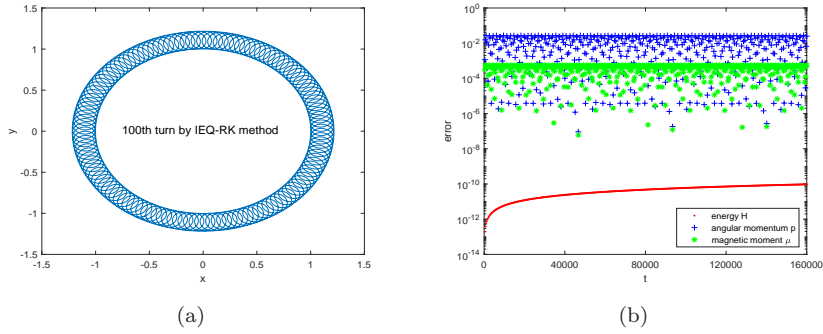 1.5
1
0.5
0
-0.5
-1
-1.5
-1.5
-1
-0.5
0
0.5
1
1.5
y
x
100th turn by IEQ-RK method
(a)
10^0
10^-2
10^-4
10^-6
10^-8
10^-10
10^-12
10^-14
0
40000
80000
120000
160000
error
t
energy H
angular momentum p
magnetic moment μ
(b)